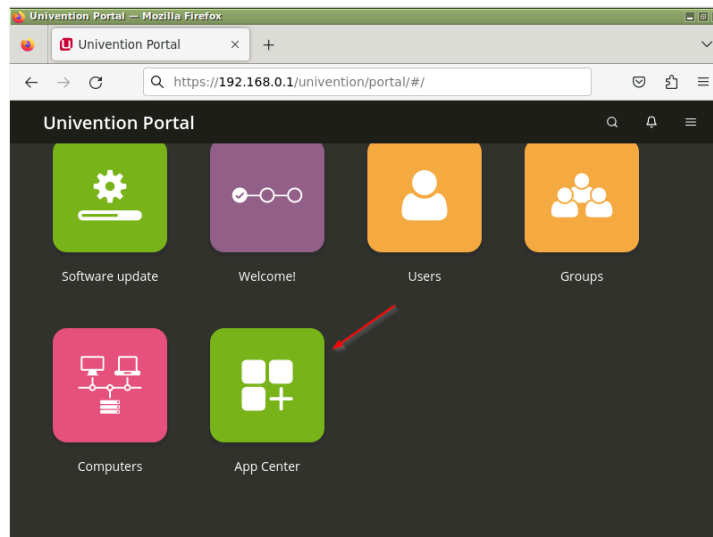 Univention Portal — Mozilla Firefox
Univention Portal
https://192.168.0.1/univention/portal/#/
Univention Portal
Software update
Welcome!
Users
Groups
Computers
App Center